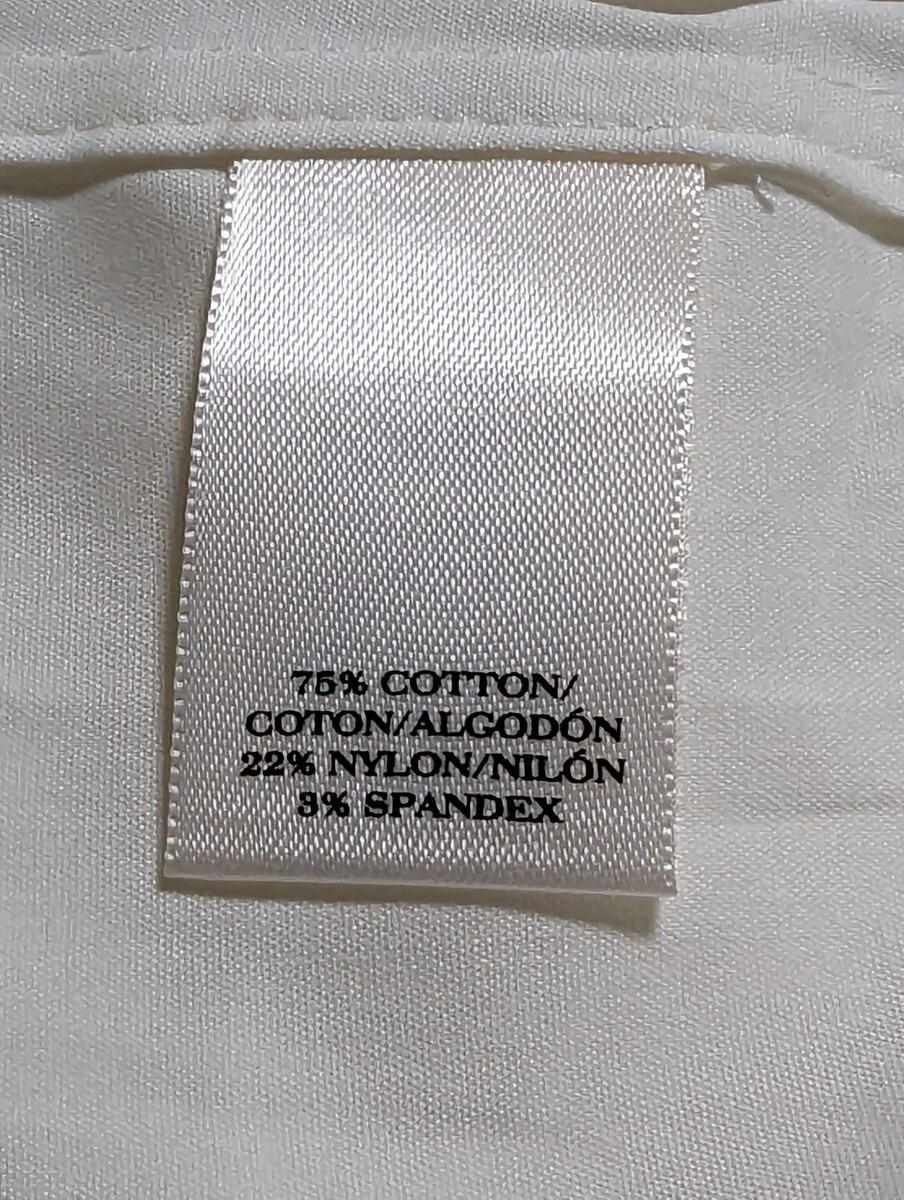 75% COTTON/
COTON/ALGODÓN
22% NYLON/NILÓN
3% SPANDEX